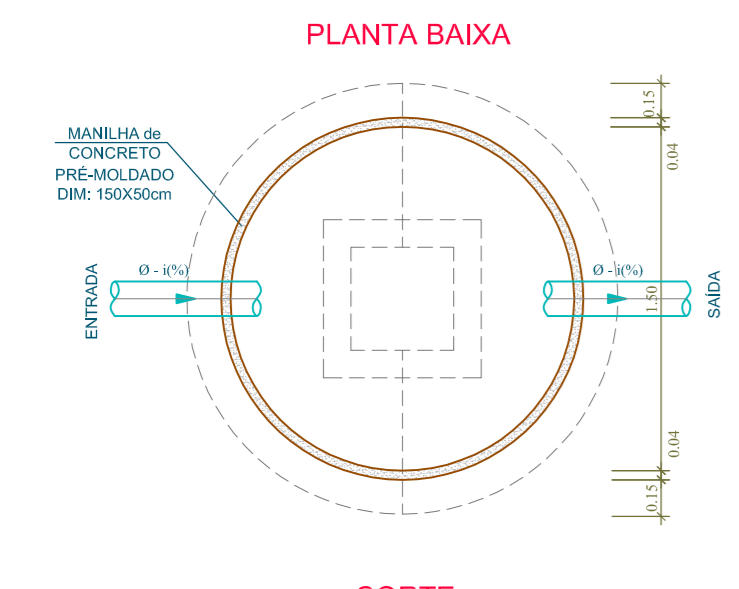 PLANTA BAIXA
MANILHA de
CONCRETO
PRÉ-MOLDADO
DIM: 150X50cm
ENTRADA
Ø - i(%)
Ø - i(%)
SAÍDA
0.15
0.04
1.50
0.04
0.15
CORTE